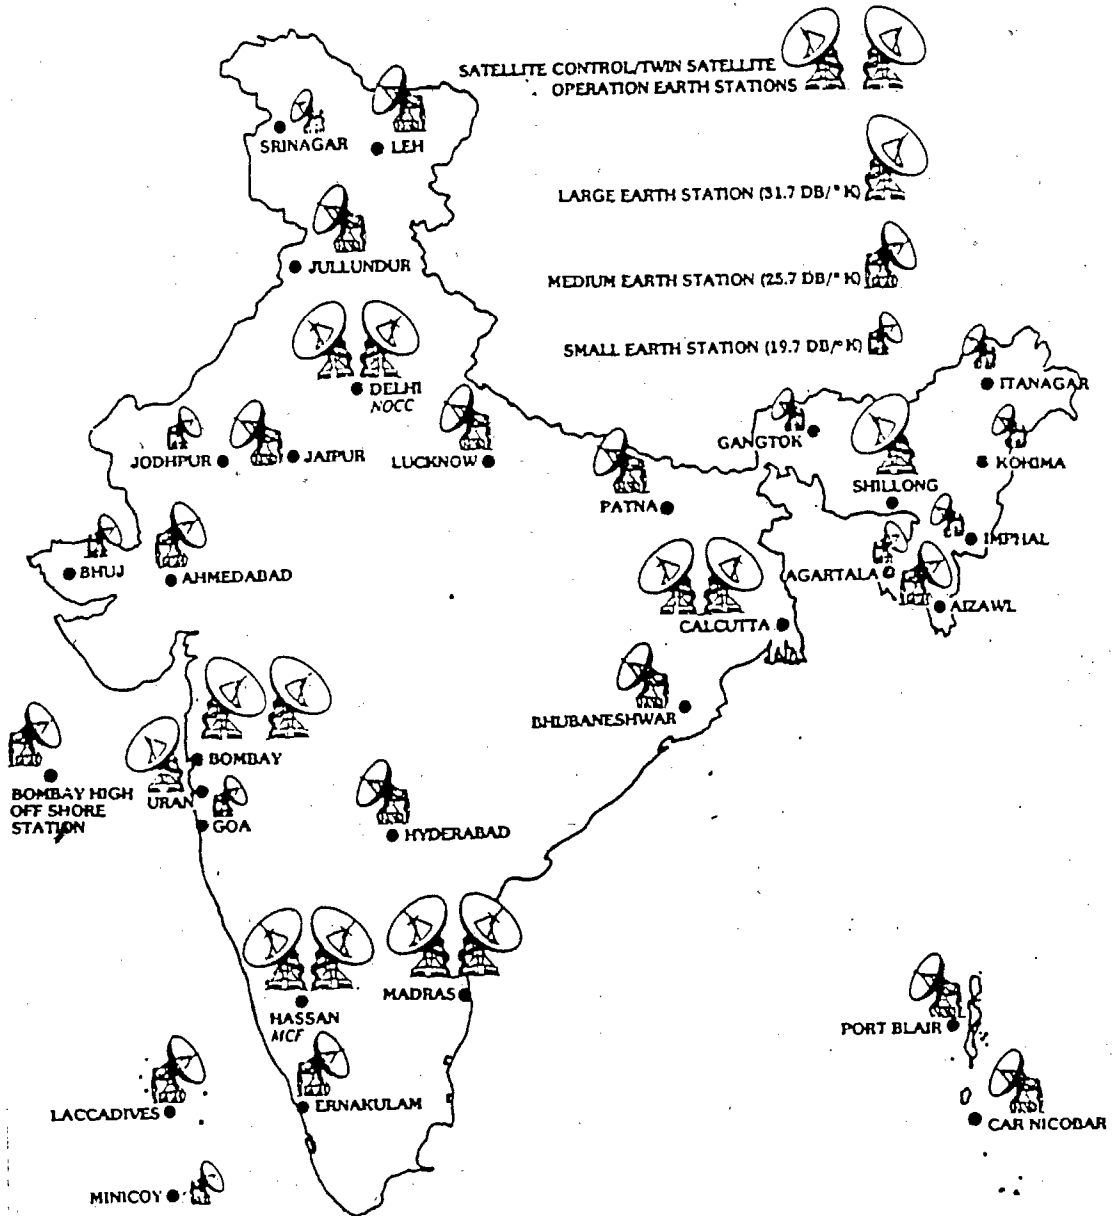 SATELLITE CONTROL/TWIN SATELLITE
OPERATION EARTH STATIONS
SRINAGAR
LEH
LARGE EARTH STATION (31.7 DB/° K)
JULLUNDUR
MEDIUM EARTH STATION (25.7 DB/° K)
SMALL EARTH STATION (19.7 DB/° K)
DELHI
NOCC
ITANAGAR
GANGTOK
JODHPUR
JAIPUR
LUCKNOW
KOHIMA
SHILLONG
PATNA
IMPHAL
BHUJ
AHMEDABAD
AGARTALA
AIZAWL
CALCUTTA
BHUBANESHWAR
BOMBAY
BOMBAY HIGH
OFF SHORE
STATION
URAN
GOA
HYDERABAD
MADRAS
HASSAN
MCF
PORT BLAIR
LACCADIVES
ERNAKULAM
CAR NICOBAR
MINICOY